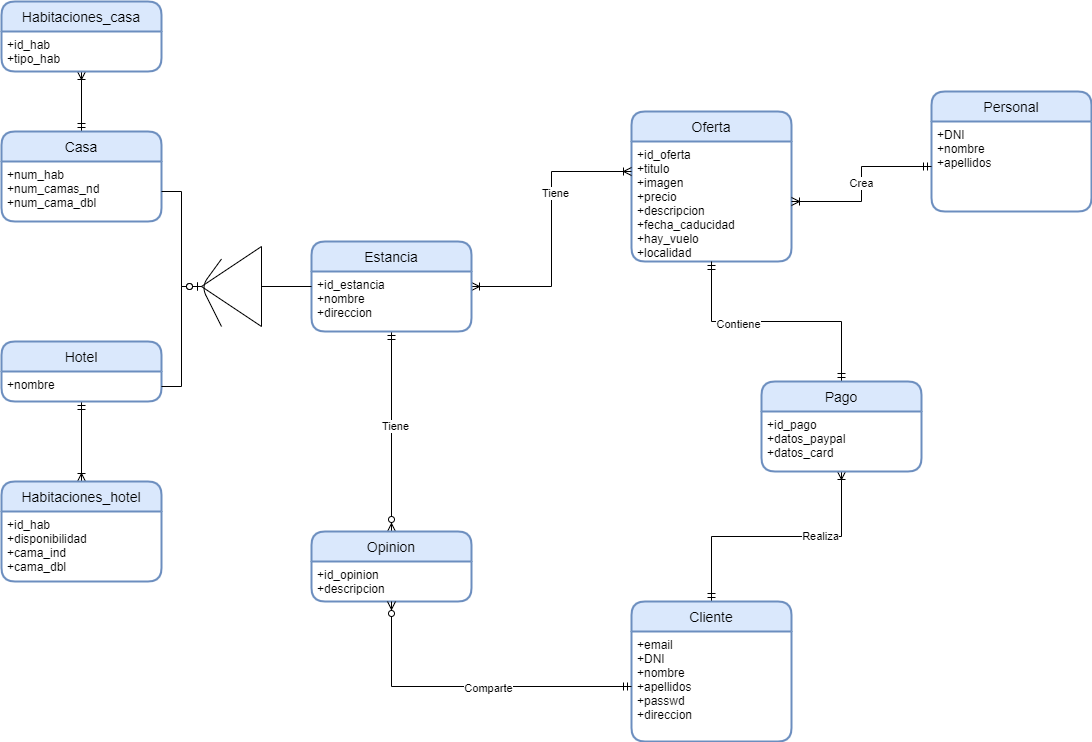 Habitaciones_casa
+id_hab
+tipo_hab
Casa
+num_hab
+num_camas_nd
+num_cama_dbl
Hotel
+nombre
Habitaciones_hotel
+id_hab
+disponibilidad
+cama_ind
+cama_dbl
Estancia
+id_estancia
+nombre
+direccion
Tiene
Opinion
+id_opinion
+descripcion
Comparte
Tiene
Oferta
+id_oferta
+titulo
+imagen
+precio
+descripcion
+fecha_caducidad
+hay_vuelo
+localidad
Crea
Personal
+DNI
+nombre
+apellidos
Contiene
Pago
+id_pago
+datos_paypal
+datos_card
Realiza
Cliente
+email
+DNI
+nombre
+apellidos
+passwd
+direccion